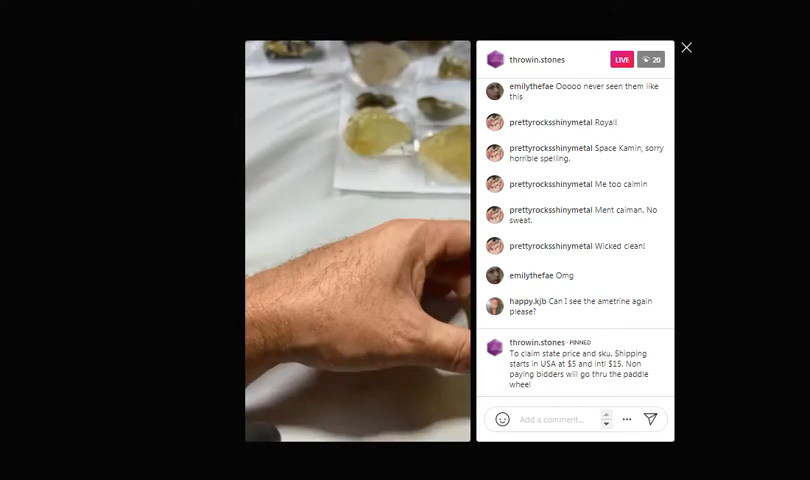 throwin.stones
LIVE
20
emilythefae Ooooo never seen them like
this
prettyrocksshinymetal Royal!
prettyrocksshinymetal Space Kamin, sorry
horrible spelling.
prettyrocksshinymetal Me too caimin
prettyrocksshinymetal Ment caiman. No
sweat.
prettyrocksshinymetal Wicked clean!
emilythefae Omg
happy.kjb Can I see the ametrine again
please?
throwin.stones · PINNED
To claim state price and sku. Shipping
starts in USA at $5 and intl $15. Non
paying bidders will go thru the paddle
wheel
Add a comment...